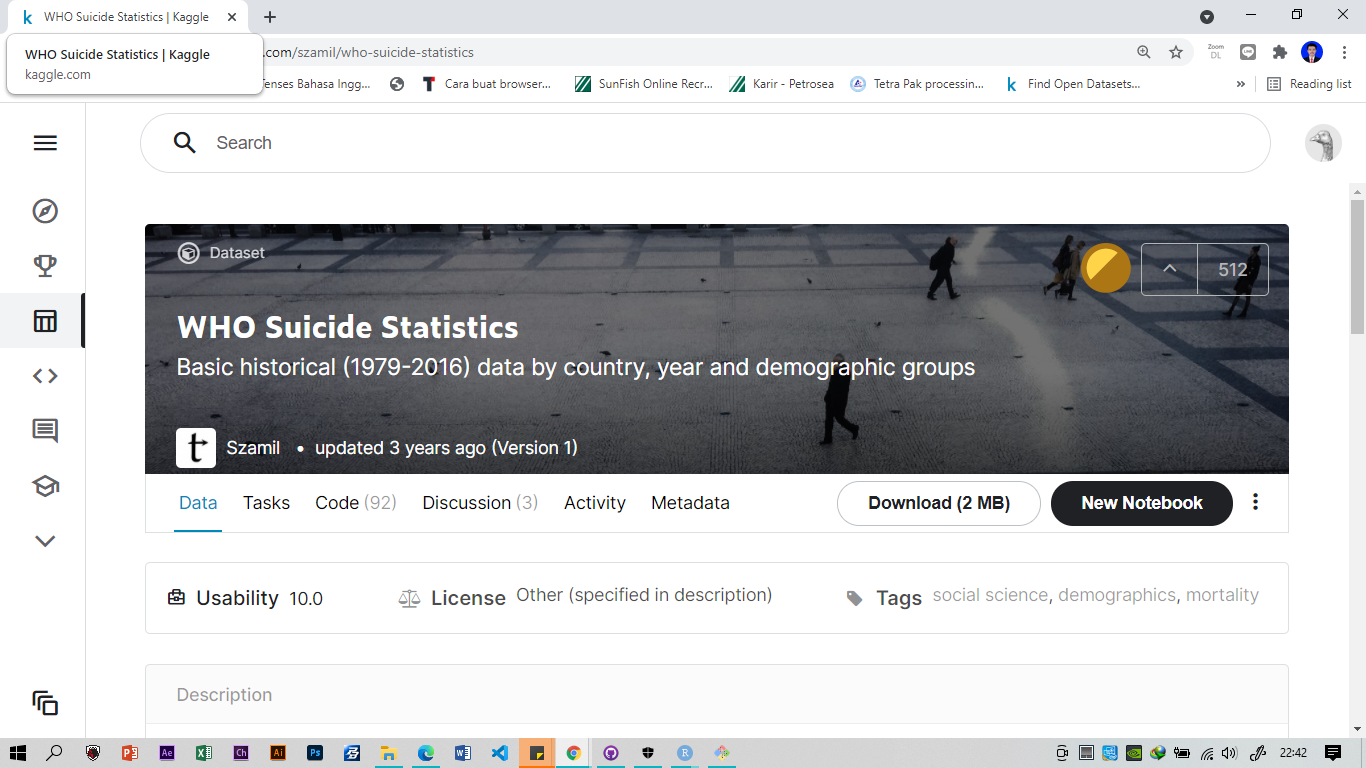 WHO Suicide Statistics | Kaggle
WHO Suicide Statistics | Kaggle
kaggle.com
.com/szamil/who-suicide-statistics
Zoom
DL
LINE
enses Bahasa Ingg...
Cara buat browser...
SunFish Online Recr...
Karir - Petrosea
Tetra Pak processin...
Find Open Datasets...
»
Reading list
Search
Dataset
512
WHO Suicide Statistics
Basic historical (1979-2016) data by country, year and demographic groups
Szamil • updated 3 years ago (Version 1)
Data Tasks Code (92) Discussion (3) Activity Metadata Download (2 MB) New Notebook
Usability 10.0 License Other (specified in description) Tags social science, demographics, mortality
Description
22:42